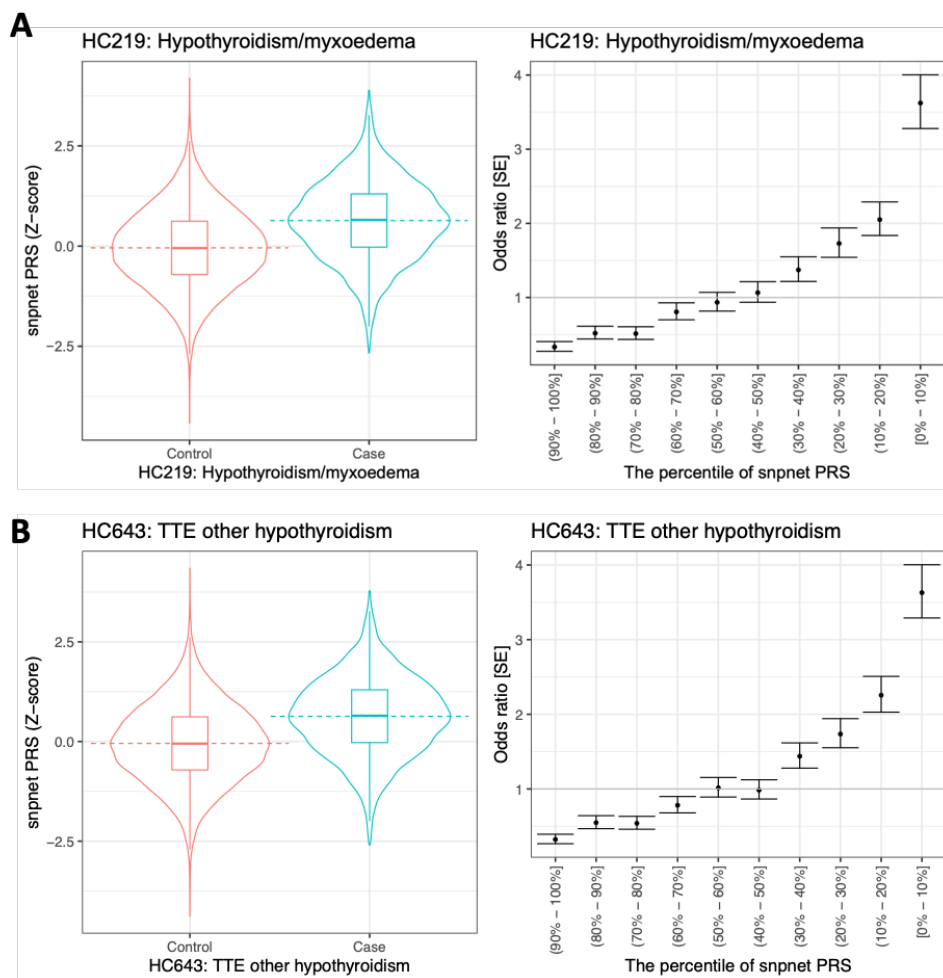 A
HC219: Hypothyroidism/myxoedema
snpnet PRS (Z−score)
2.5
0.0
−2.5
Control
Case
HC219: Hypothyroidism/myxoedema
HC219: Hypothyroidism/myxoedema
Odds ratio [SE]
4
3
2
1
(90% − 100%]
(80% − 90%]
(70% − 80%]
(60% − 70%]
(50% − 60%]
(40% − 50%]
(30% − 40%]
(20% − 30%]
(10% − 20%]
[0% − 10%]
The percentile of snpnet PRS
B
HC643: TTE other hypothyroidism
snpnet PRS (Z−score)
2.5
0.0
−2.5
Control
Case
HC643: TTE other hypothyroidism
HC643: TTE other hypothyroidism
Odds ratio [SE]
4
3
2
1
(90% − 100%]
(80% − 90%]
(70% − 80%]
(60% − 70%]
(50% − 60%]
(40% − 50%]
(30% − 40%]
(20% − 30%]
(10% − 20%]
[0% − 10%]
The percentile of snpnet PRS